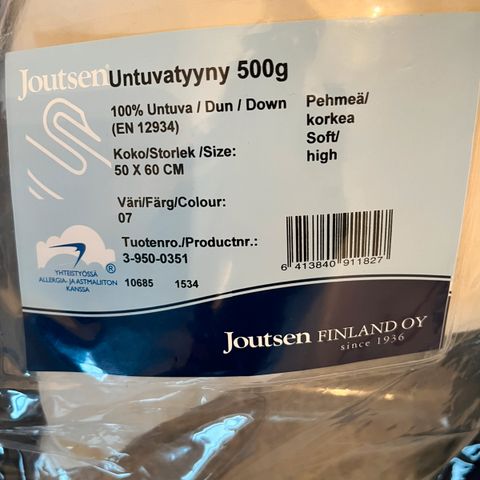 Joutsen® Untuvatyyny 500g
100% Untuva / Dun / Down
(EN 12934)
Pehmeä/
korkea
Soft/
high
Koko/Storlek /Size:
50 X 60 CM
Väri/Färg/Colour:
07
Tuotenro./Productnr.:
3-950-0351
10685 1534
YHTEISTYÖSSÄ
ALLERGIA- JA ASTMALIITON
KANSSA
®
6 413840 911827
Joutsen FINLAND OY
since 1936